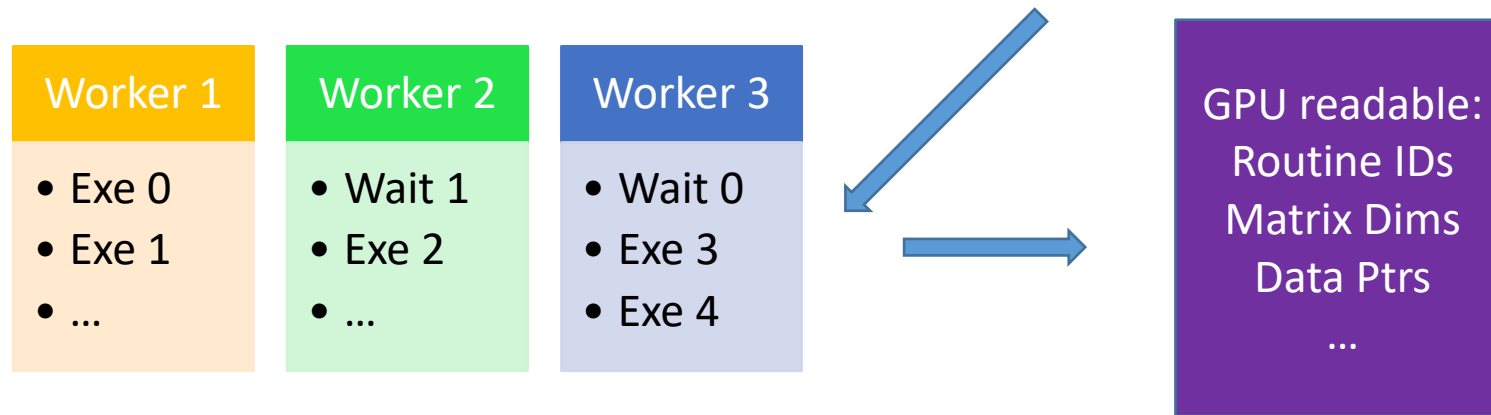 Worker 1
• Exe 0
• Exe 1
• ...
Worker 2
• Wait 1
• Exe 2
• ...
Worker 3
• Wait 0
• Exe 3
• Exe 4
GPU readable:
Routine IDs
Matrix Dims
Data Ptrs
...